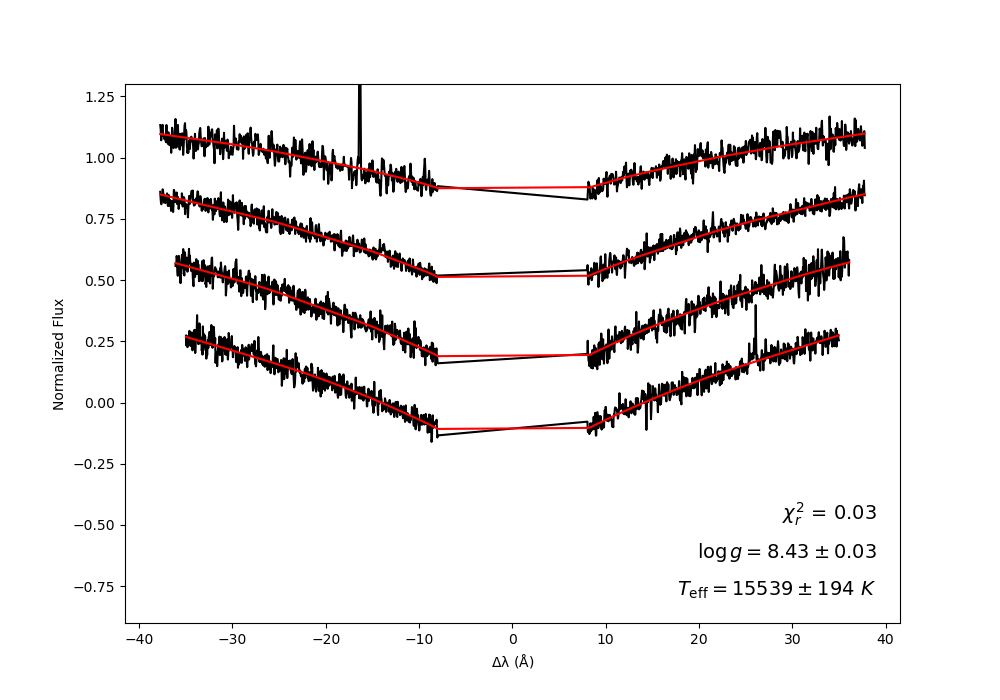 1.25
1.00
0.75
0.50
0.25
0.00
−0.25
−0.50
−0.75
Normalized Flux
χ²ᵣ = 0.03
log g = 8.43 ± 0.03
T_eff = 15539 ± 194 K
−40 −30 −20 −10 0 10 20 30 40
Δλ (Å)